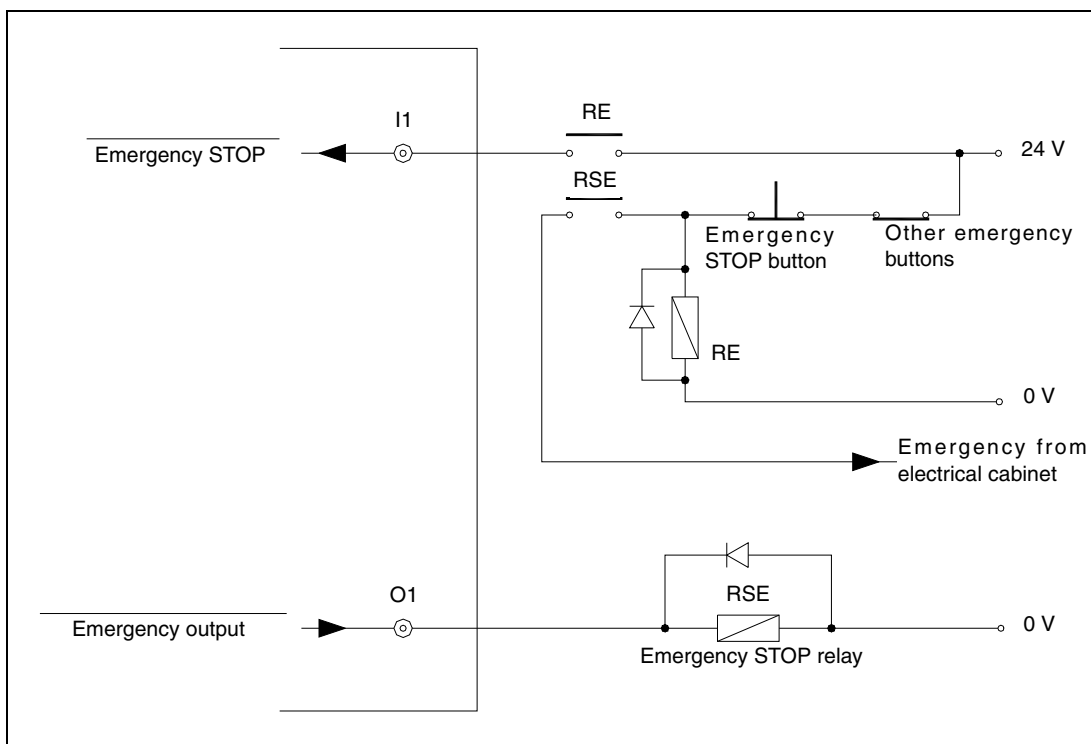 RE
I1
Emergency STOP
24 V
RSE
Emergency
STOP button
Other emergency
buttons
RE
0 V
Emergency from
electrical cabinet
O1
RSE
Emergency output
0 V
Emergency STOP relay